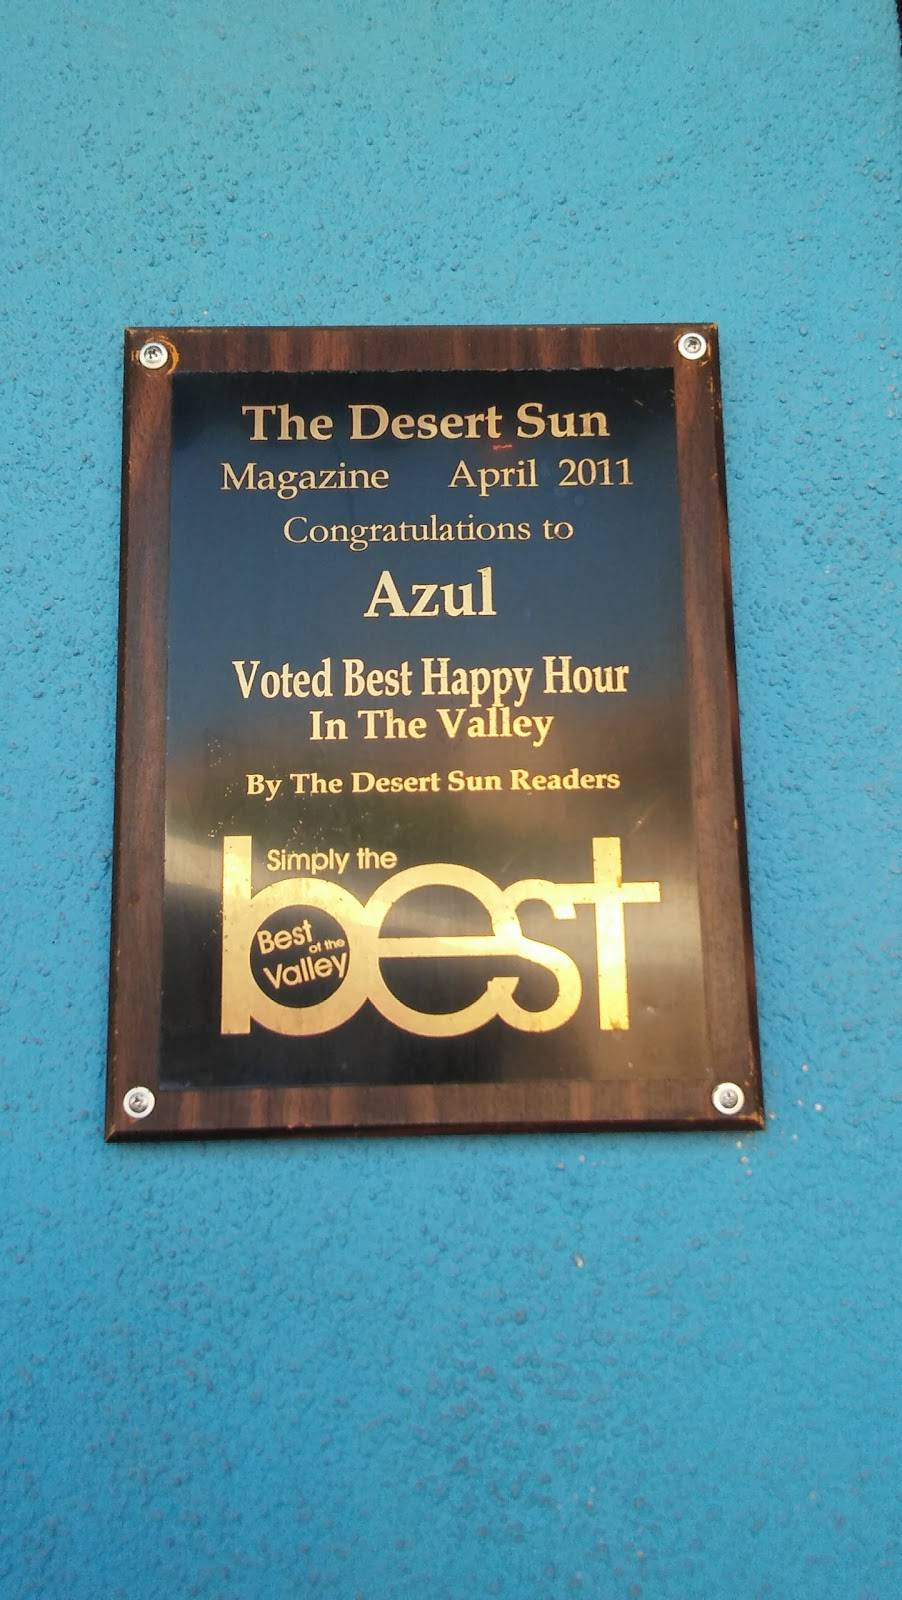 The Desert Sun
Magazine April 2011
Congratulations to
Azul
Voted Best Happy Hour
In The Valley
By The Desert Sun Readers
Simply the
best
Best
of the
Valley